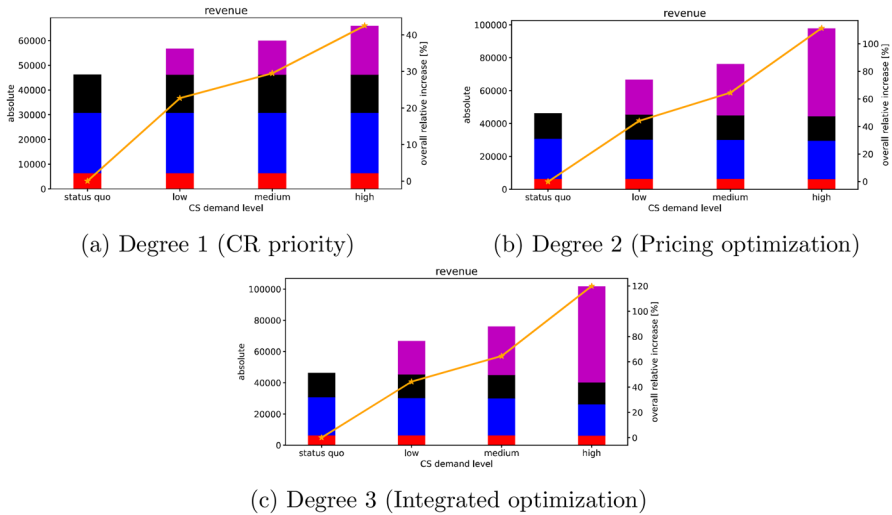 revenue
60000
50000
40000
30000
20000
10000
0
absolute
40
30
20
10
0
overall relative increase [%]
status quo low medium high
CS demand level
(a) Degree 1 (CR priority)
revenue
100000
80000
60000
40000
20000
0
absolute
100
80
60
40
20
0
overall relative increase [%]
status quo low medium high
CS demand level
(b) Degree 2 (Pricing optimization)
revenue
100000
80000
60000
40000
20000
0
absolute
120
100
80
60
40
20
0
overall relative increase [%]
status quo low medium high
CS demand level
(c) Degree 3 (Integrated optimization)